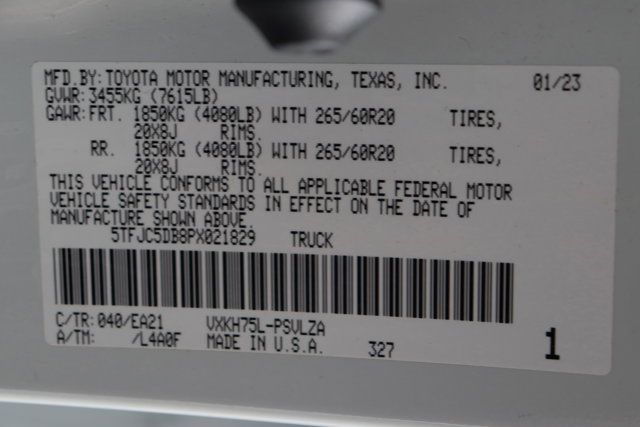 MFD.BY: TOYOTA MOTOR MANUFACTURING, TEXAS, INC. 01/23
GVWR: 3455KG (7615LB)
GAWR: FRT. 1850KG (4080LB) WITH 265/60R20 TIRES,
20X8J RIMS.
RR. 1850KG (4080LB) WITH 265/60R20 TIRES,
20X8J RIMS.
THIS VEHICLE CONFORMS TO ALL APPLICABLE FEDERAL MOTOR
VEHICLE SAFETY STANDARDS IN EFFECT ON THE DATE OF
MANUFACTURE SHOWN ABOVE.
5TFJC5DB8PX021829 TRUCK
C/TR: 040/EA21 VXKH75L-PSVLZA
A/TM: /L4A0F MADE IN U.S.A. 327 1